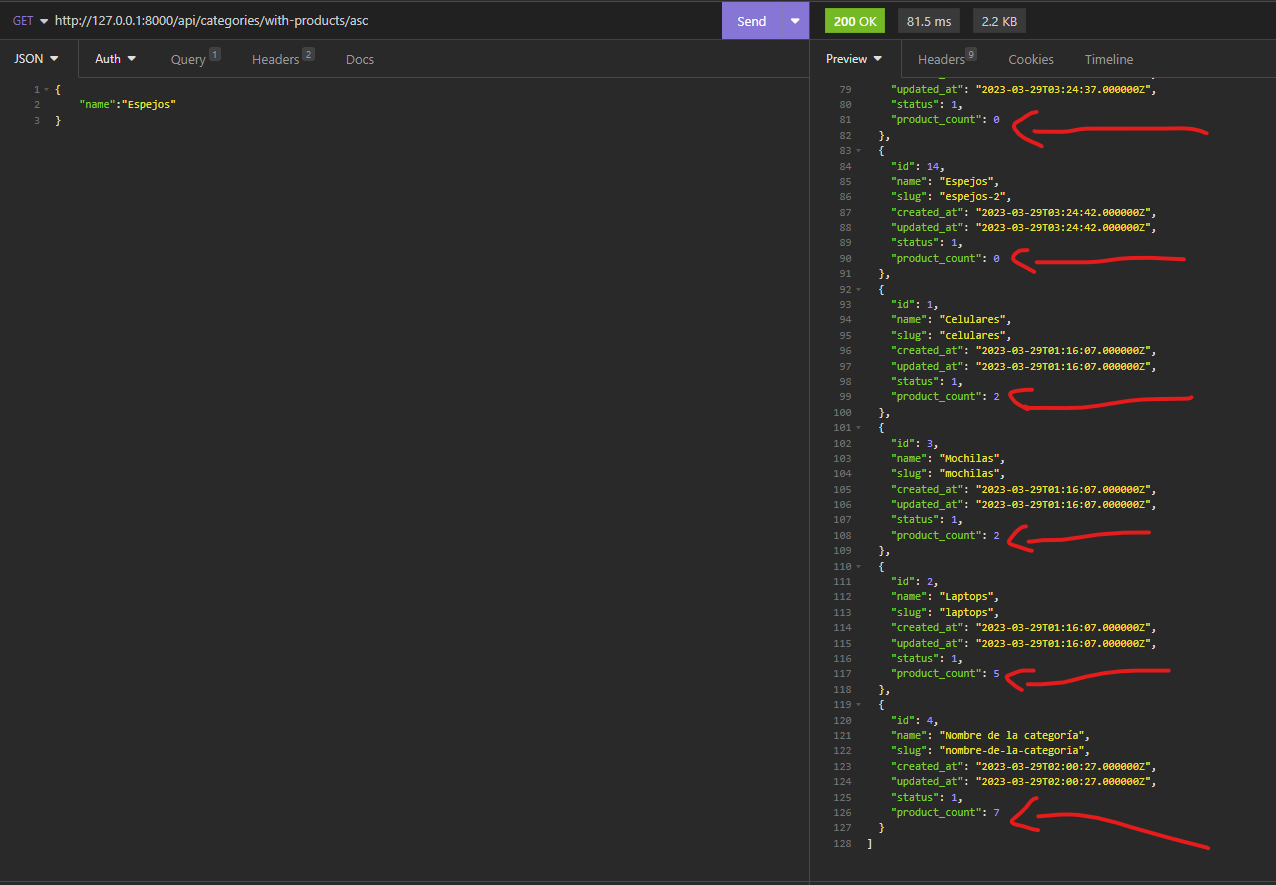 GET http://127.0.0.1:8000/api/categories/with-products/asc Send 200 OK 81.5 ms 2.2 KB
JSON Auth Query 1 Headers 2 Docs
Preview Headers 9 Cookies Timeline
1 {
2 "name":"Espejos"
3 }
79 "updated_at": "2023-03-29T03:24:37.000000Z",
80 "status": 1,
81 "product_count": 0
82 },
83 {
84 "id": 14,
85 "name": "Espejos",
86 "slug": "espejos-2",
87 "created_at": "2023-03-29T03:24:42.000000Z",
88 "updated_at": "2023-03-29T03:24:42.000000Z",
89 "status": 1,
90 "product_count": 0
91 },
92 {
93 "id": 1,
94 "name": "Celulares",
95 "slug": "celulares",
96 "created_at": "2023-03-29T01:16:07.000000Z",
97 "updated_at": "2023-03-29T01:16:07.000000Z",
98 "status": 1,
99 "product_count": 2
100 },
101 {
102 "id": 3,
103 "name": "Mochilas",
104 "slug": "mochilas",
105 "created_at": "2023-03-29T01:16:07.000000Z",
106 "updated_at": "2023-03-29T01:16:07.000000Z",
107 "status": 1,
108 "product_count": 2
109 },
110 {
111 "id": 2,
112 "name": "Laptops",
113 "slug": "laptops",
114 "created_at": "2023-03-29T01:16:07.000000Z",
115 "updated_at": "2023-03-29T01:16:07.000000Z",
116 "status": 1,
117 "product_count": 5
118 },
119 {
120 "id": 4,
121 "name": "Nombre de la categoría",
122 "slug": "nombre-de-la-categoria",
123 "created_at": "2023-03-29T02:00:27.000000Z",
124 "updated_at": "2023-03-29T02:00:27.000000Z",
125 "status": 1,
126 "product_count": 7
127 }
128 ]